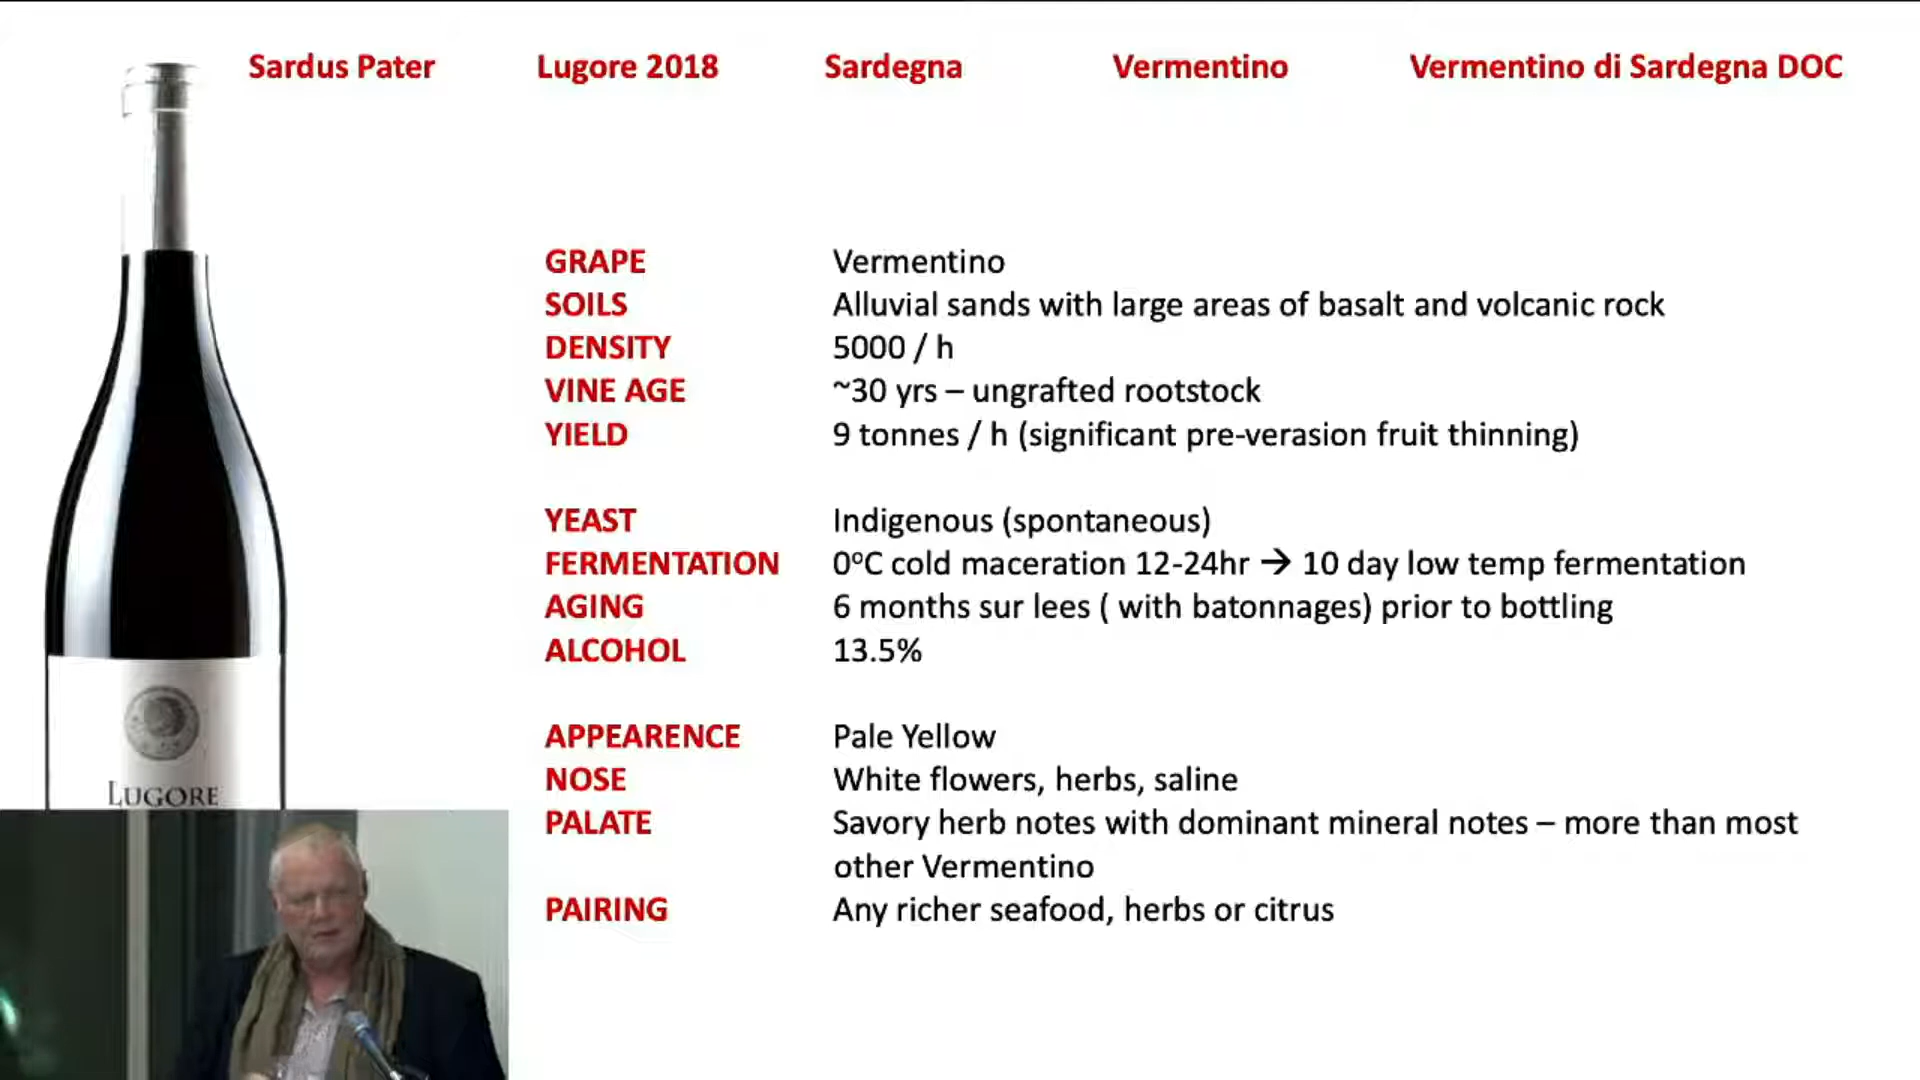 Sardus Pater Lugore 2018 Sardegna Vermentino Vermentino di Sardegna DOC
GRAPE Vermentino
SOILS Alluvial sands with large areas of basalt and volcanic rock
DENSITY 5000 / h
VINE AGE ~30 yrs – ungrafted rootstock
YIELD 9 tonnes / h (significant pre-verasion fruit thinning)
YEAST Indigenous (spontaneous)
FERMENTATION 0ºC cold maceration 12-24hr → 10 day low temp fermentation
AGING 6 months sur lees ( with batonnages) prior to bottling
ALCOHOL 13.5%
APPEARENCE Pale Yellow
NOSE White flowers, herbs, saline
PALATE Savory herb notes with dominant mineral notes – more than most
other Vermentino
PAIRING Any richer seafood, herbs or citrus
LUGORE